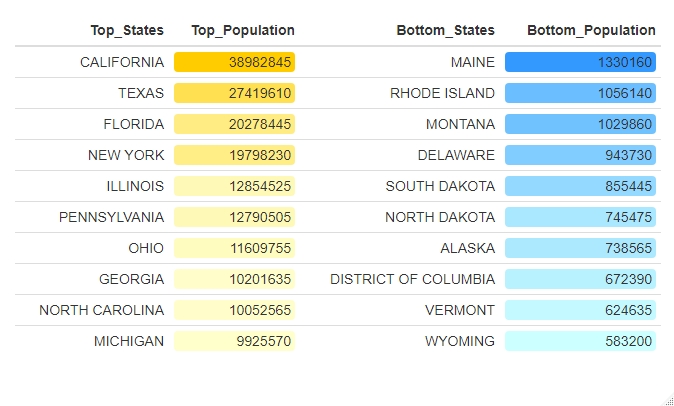 Top_States Top_Population Bottom_States Bottom_Population
CALIFORNIA 38982845 MAINE 1330160
TEXAS 27419610 RHODE ISLAND 1056140
FLORIDA 20278445 MONTANA 1029860
NEW YORK 19798230 DELAWARE 943730
ILLINOIS 12854525 SOUTH DAKOTA 855445
PENNSYLVANIA 12790505 NORTH DAKOTA 745475
OHIO 11609755 ALASKA 738565
GEORGIA 10201635 DISTRICT OF COLUMBIA 672390
NORTH CAROLINA 10052565 VERMONT 624635
MICHIGAN 9925570 WYOMING 583200